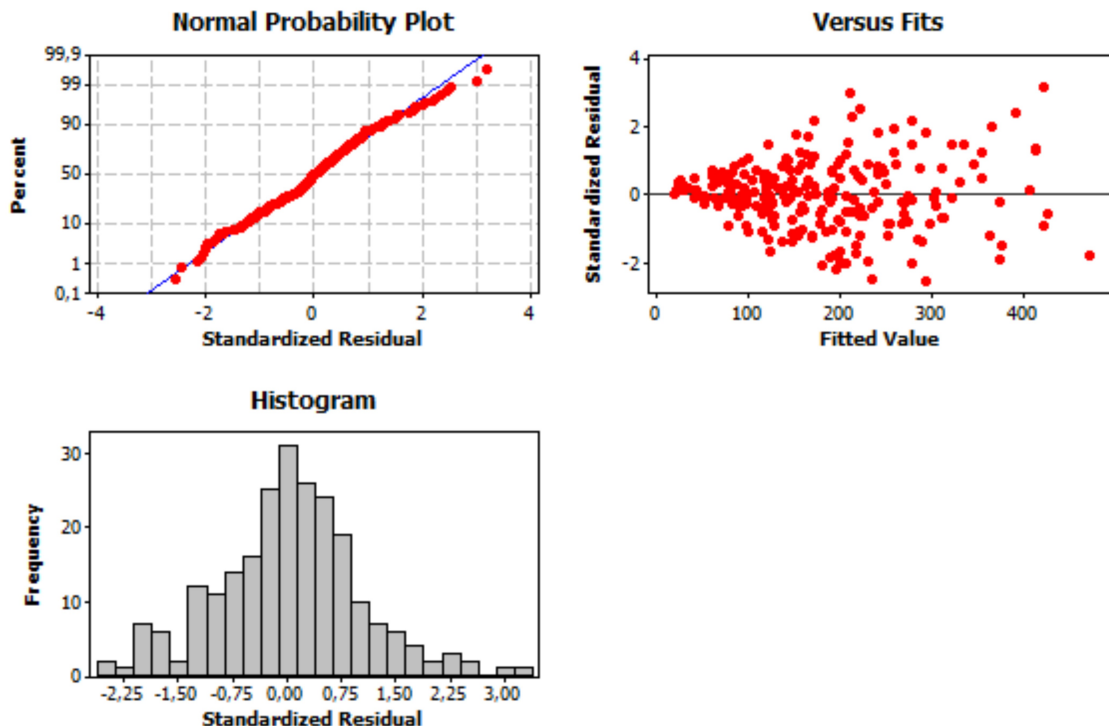 Normal Probability Plot
99,9
99
90
50
10
1
0,1
Percent
-4 -2 0 2 4
Standardized Residual
Versus Fits
4
2
0
-2
Standardized Residual
0 100 200 300 400
Fitted Value
Histogram
30
20
10
0
Frequency
-2,25 -1,50 -0,75 0,00 0,75 1,50 2,25 3,00
Standardized Residual